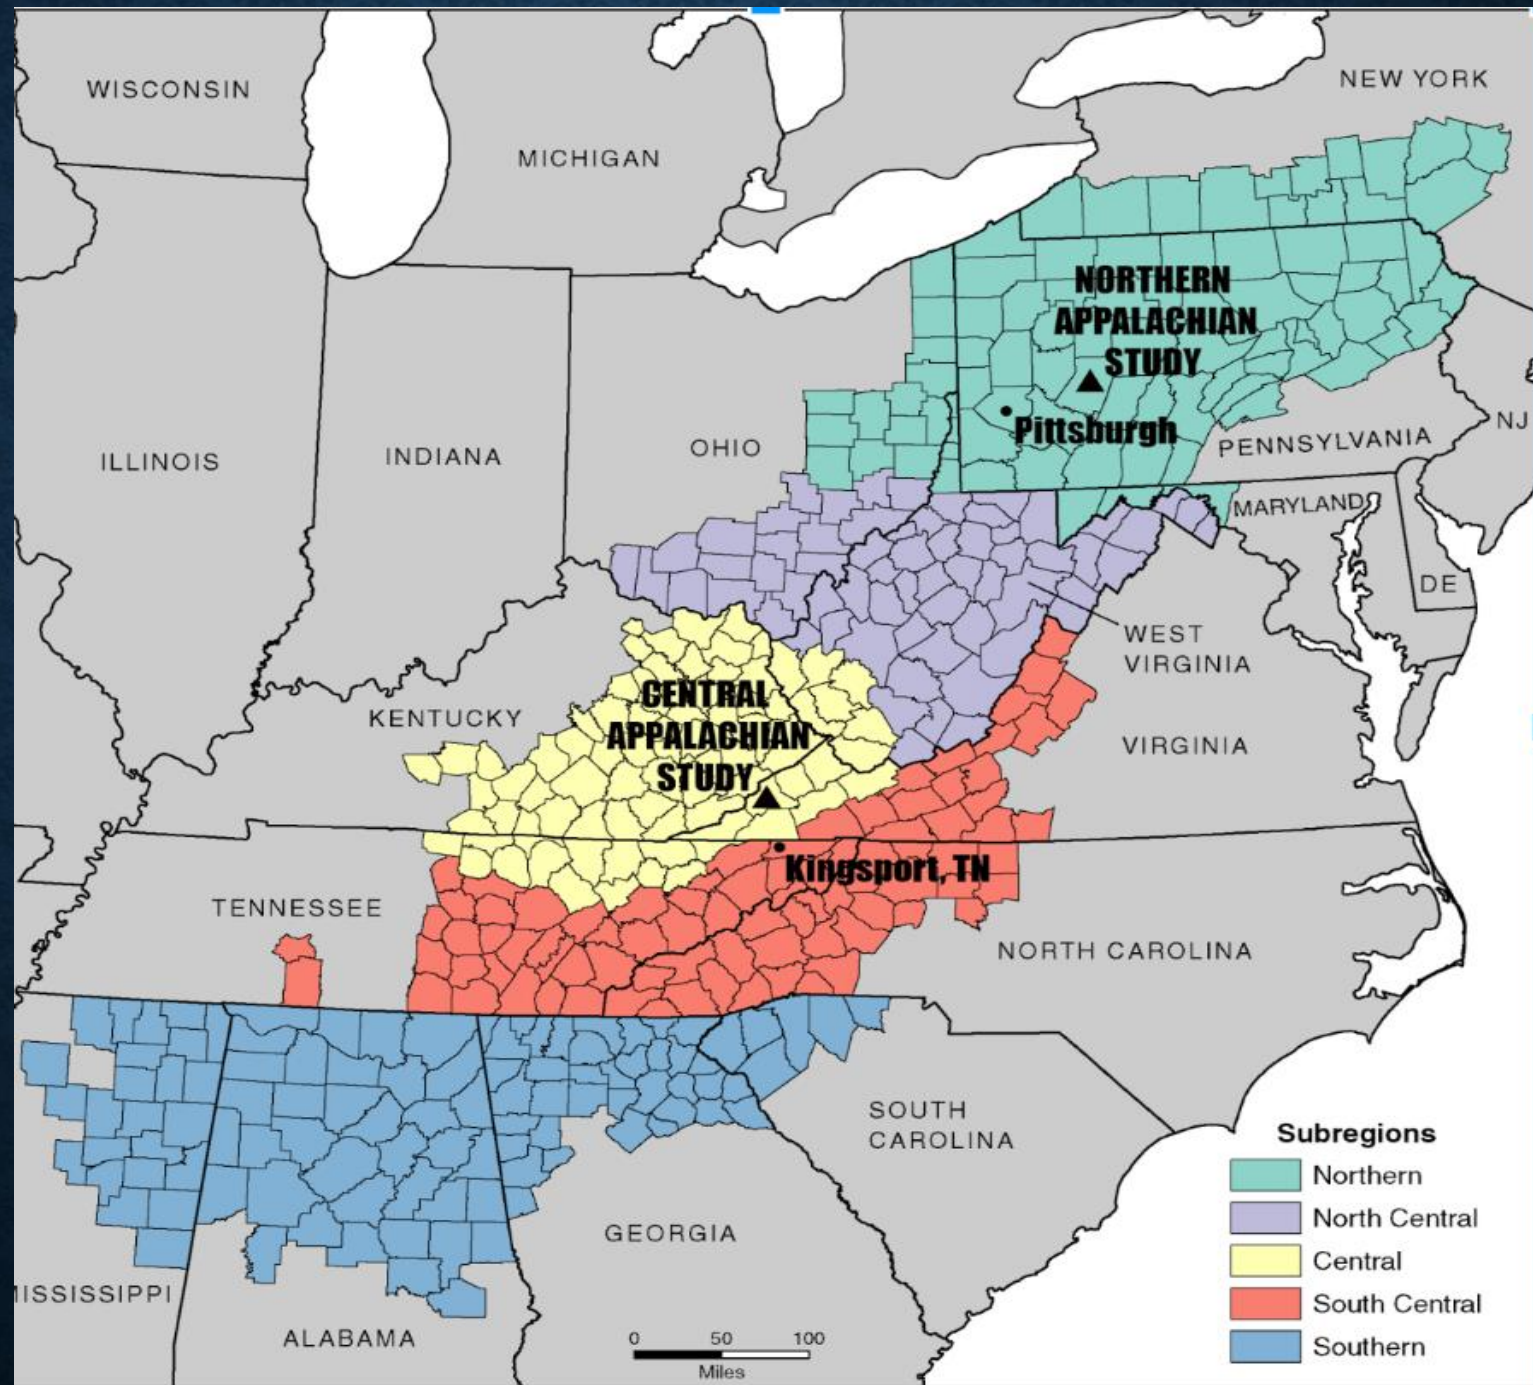 WISCONSIN
MICHIGAN
NEW YORK
NORTHERN
APPALACHIAN
STUDY
Pittsburgh
PENNSYLVANIA
NJ
ILLINOIS
INDIANA
OHIO
MARYLAND
DE
WEST
VIRGINIA
CENTRAL
APPALACHIAN
STUDY
KENTUCKY
VIRGINIA
Kingsport, TN
TENNESSEE
NORTH CAROLINA
SOUTH
CAROLINA
GEORGIA
ISSISSIPPI
ALABAMA
0 50 100
Miles
Subregions
Northern
North Central
Central
South Central
Southern